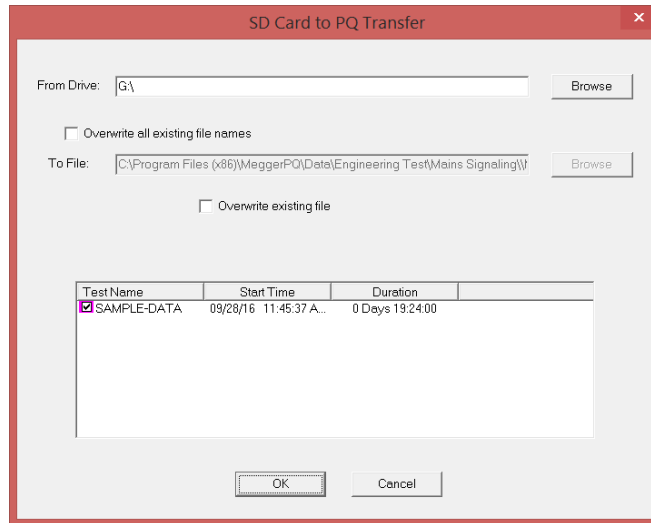 SD Card to PQ Transfer
x
From Drive: G:\ Browse
Overwrite all existing file names
To File: C:\Program Files (x86)\MeggerPQ\Data\Engineering Test\Mains Signaling\\ Browse
Overwrite existing file
Test Name Start Time Duration
SAMPLE-DATA 09/28/16 11:45:37 A... 0 Days 19:24:00
OK Cancel